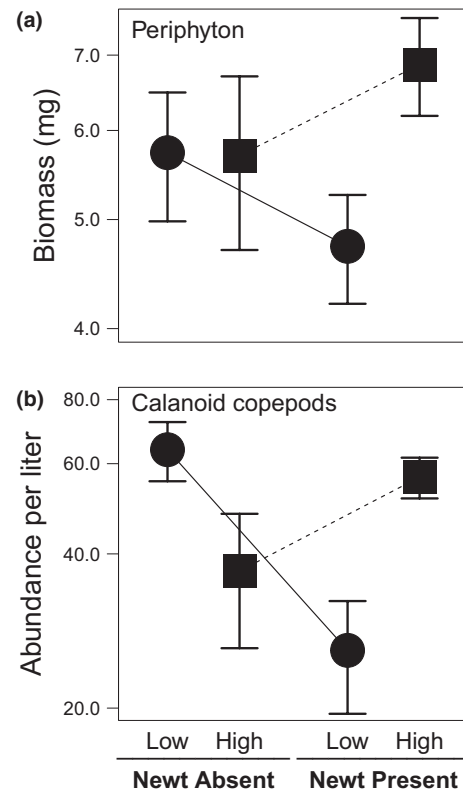 (a)
Periphyton
7.0
6.0
5.0
4.0
Biomass (mg)
(b)
Calanoid copepods
80.0
60.0
40.0
20.0
Abundance per liter
Low High Low High
Newt Absent Newt Present